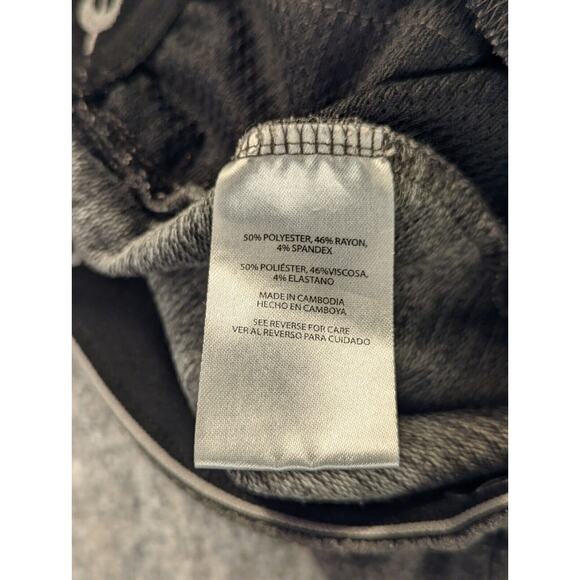 50% POLYESTER, 46% RAYON,
4% SPANDEX
50% POLIÉSTER, 46%VISCOSA,
4% ELASTANO
MADE IN CAMBODIA
HECHO EN CAMBOYA
SEE REVERSE FOR CARE
VER AL REVERSO PARA CUIDADO